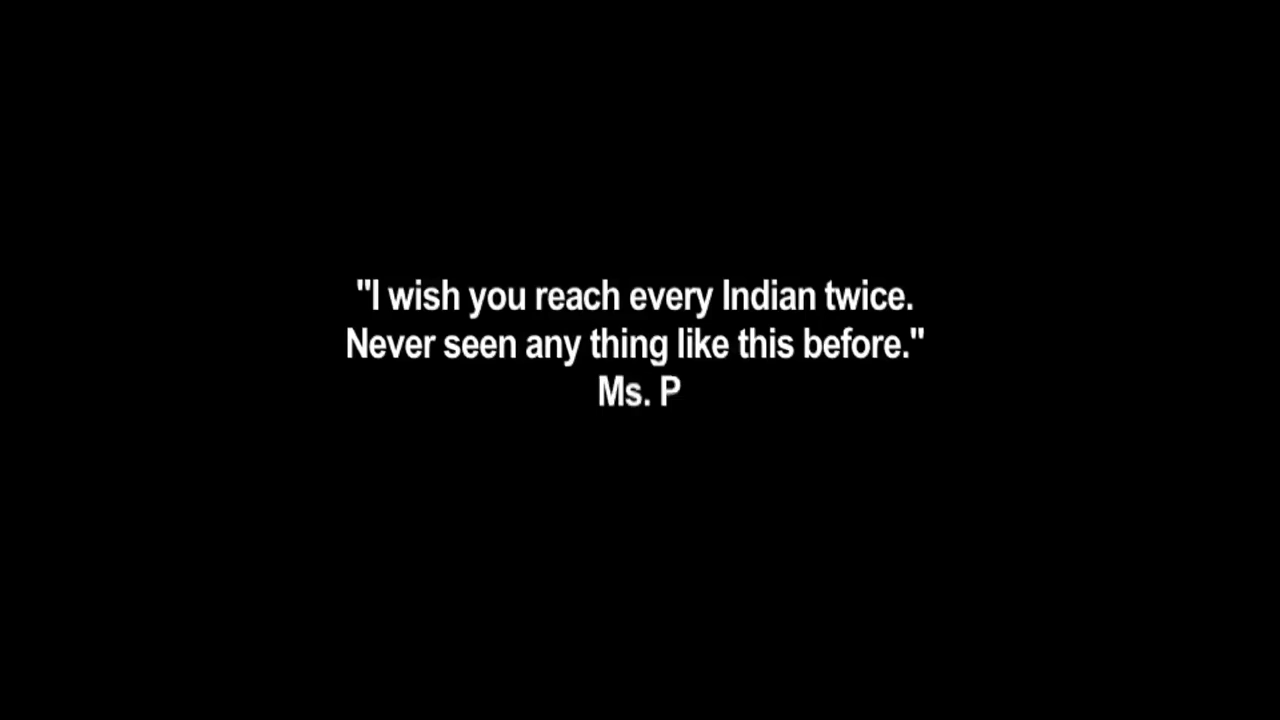 "I wish you reach every Indian twice.
Never seen any thing like this before."
Ms. P